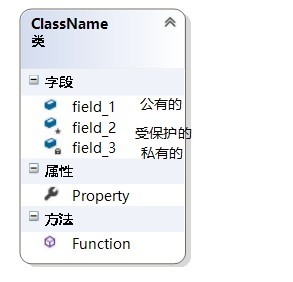 ClassName
类
字段
field_1 公有的
field_2 受保护的
field_3 私有的
属性
Property
方法
Function